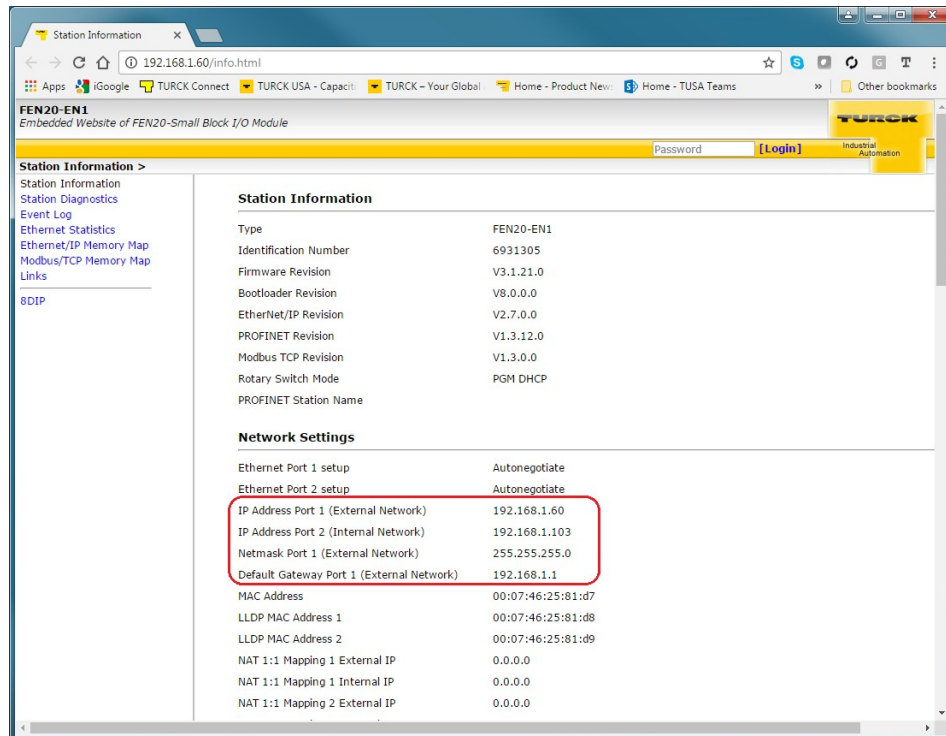 Station Information
192.168.1.60/info.html
Apps iGoogle TURCK Connect TURCK USA - Capaciti TURCK – Your Global Home - Product New: Home - TUSA Teams » Other bookmarks
FEN20-EN1
Embedded Website of FEN20-Small Block I/O Module
TURCK
Password [Login]
Industrial
Automation
Station Information >
Station Information
Station Diagnostics
Event Log
Ethernet Statistics
Ethernet/IP Memory Map
Modbus/TCP Memory Map
Links
8DIP
Station Information
Type FEN20-EN1
Identification Number 6931305
Firmware Revision V3.1.21.0
Bootloader Revision V8.0.0.0
EtherNet/IP Revision V2.7.0.0
PROFINET Revision V1.3.12.0
Modbus TCP Revision V1.3.0.0
Rotary Switch Mode PGM DHCP
PROFINET Station Name
Network Settings
Ethernet Port 1 setup Autonegotiate
Ethernet Port 2 setup Autonegotiate
IP Address Port 1 (External Network) 192.168.1.60
IP Address Port 2 (Internal Network) 192.168.1.103
Netmask Port 1 (External Network) 255.255.255.0
Default Gateway Port 1 (External Network) 192.168.1.1
MAC Address 00:07:46:25:81:d7
LLDP MAC Address 1 00:07:46:25:81:d8
LLDP MAC Address 2 00:07:46:25:81:d9
NAT 1:1 Mapping 1 External IP 0.0.0.0
NAT 1:1 Mapping 1 Internal IP 0.0.0.0
NAT 1:1 Mapping 2 External IP 0.0.0.0